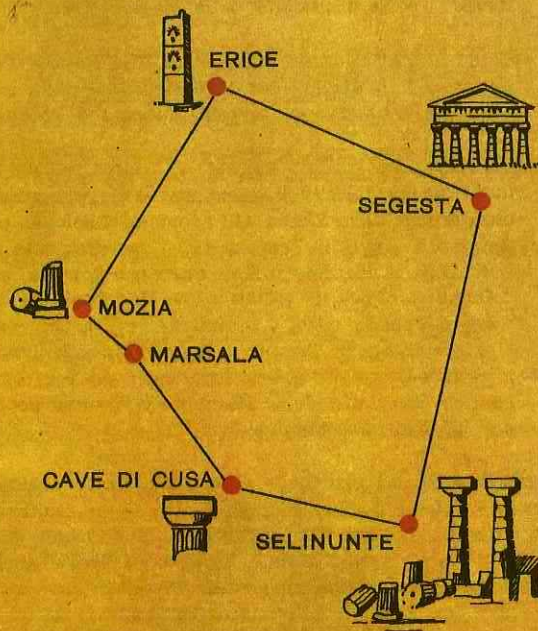 ERICE
SEGESTA
MOZIA
MARSALA
CAVE DI CUSA
SELINUNTE